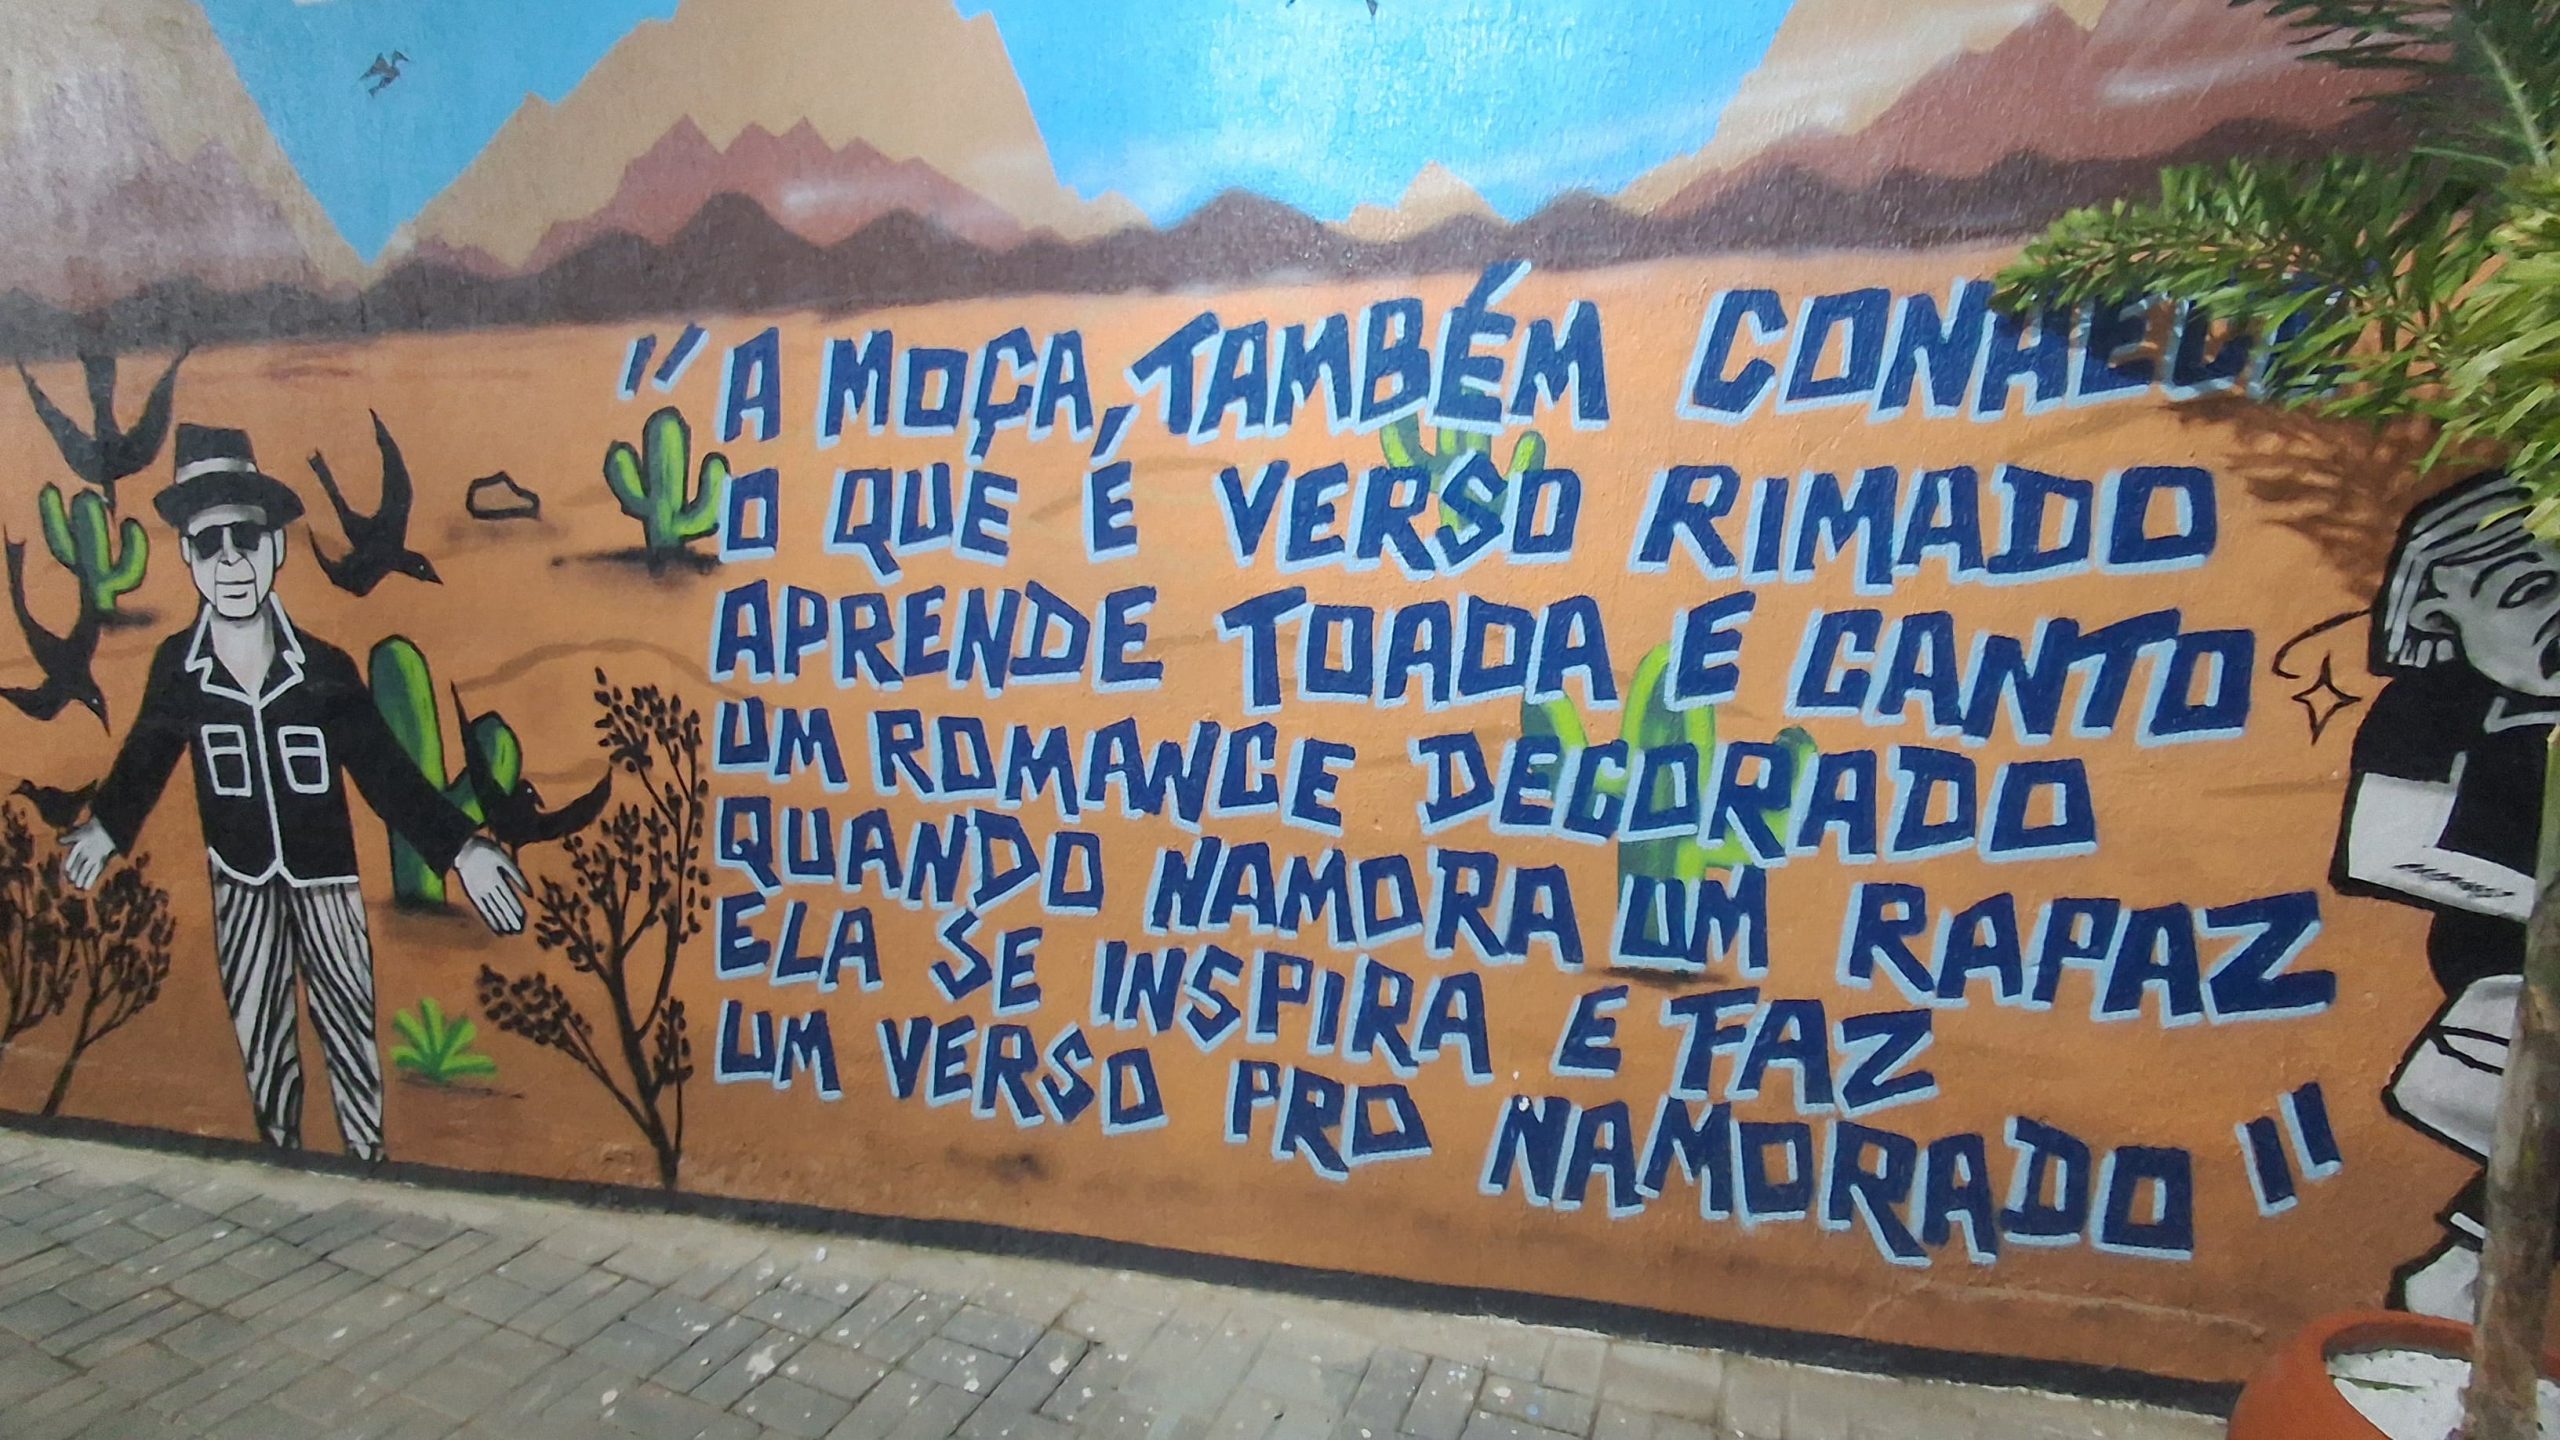 "A MOÇA, TAMBÉM CONHECE
O QUE É VERSO RIMADO
APRENDE TOADA E CANTO
UM ROMANCE DECORADO
QUANDO NAMORA UM RAPAZ
ELA SE INSPIRA E FAZ
UM VERSO PRO NAMORADO"